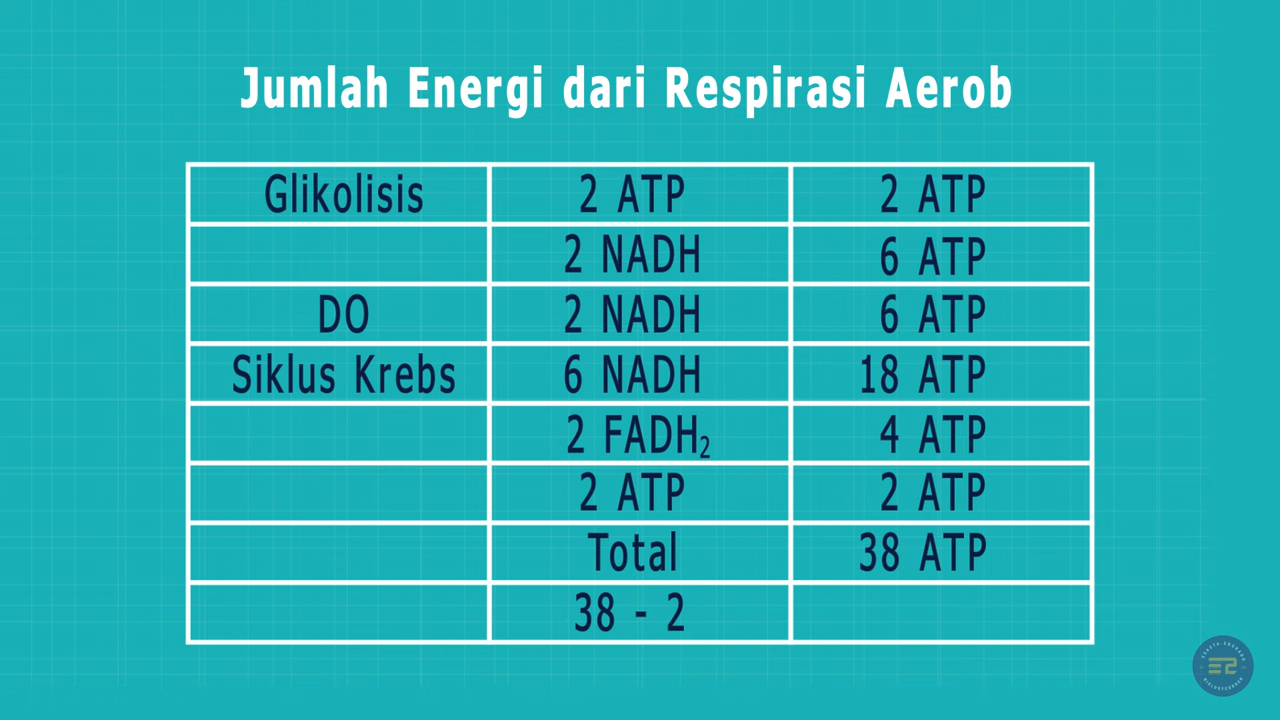 Jumlah Energi dari Respirasi Aerob
Glikolisis 2 ATP 2 ATP
2 NADH 6 ATP
DO 2 NADH 6 ATP
Siklus Krebs 6 NADH 18 ATP
2 FADH₂ 4 ATP
2 ATP 2 ATP
Total 38 ATP
38 - 2